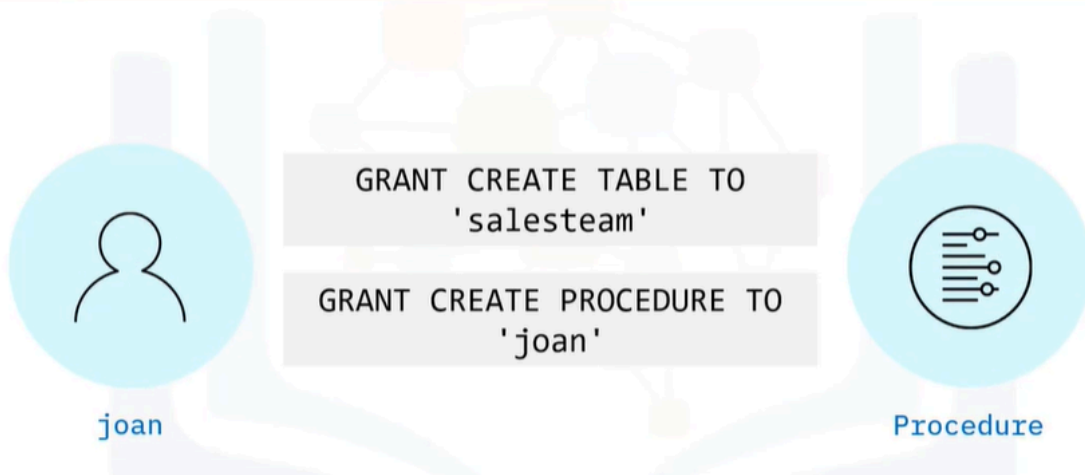 GRANT CREATE TABLE TO
'salesteam'
GRANT CREATE PROCEDURE TO
'joan'
joan
Procedure